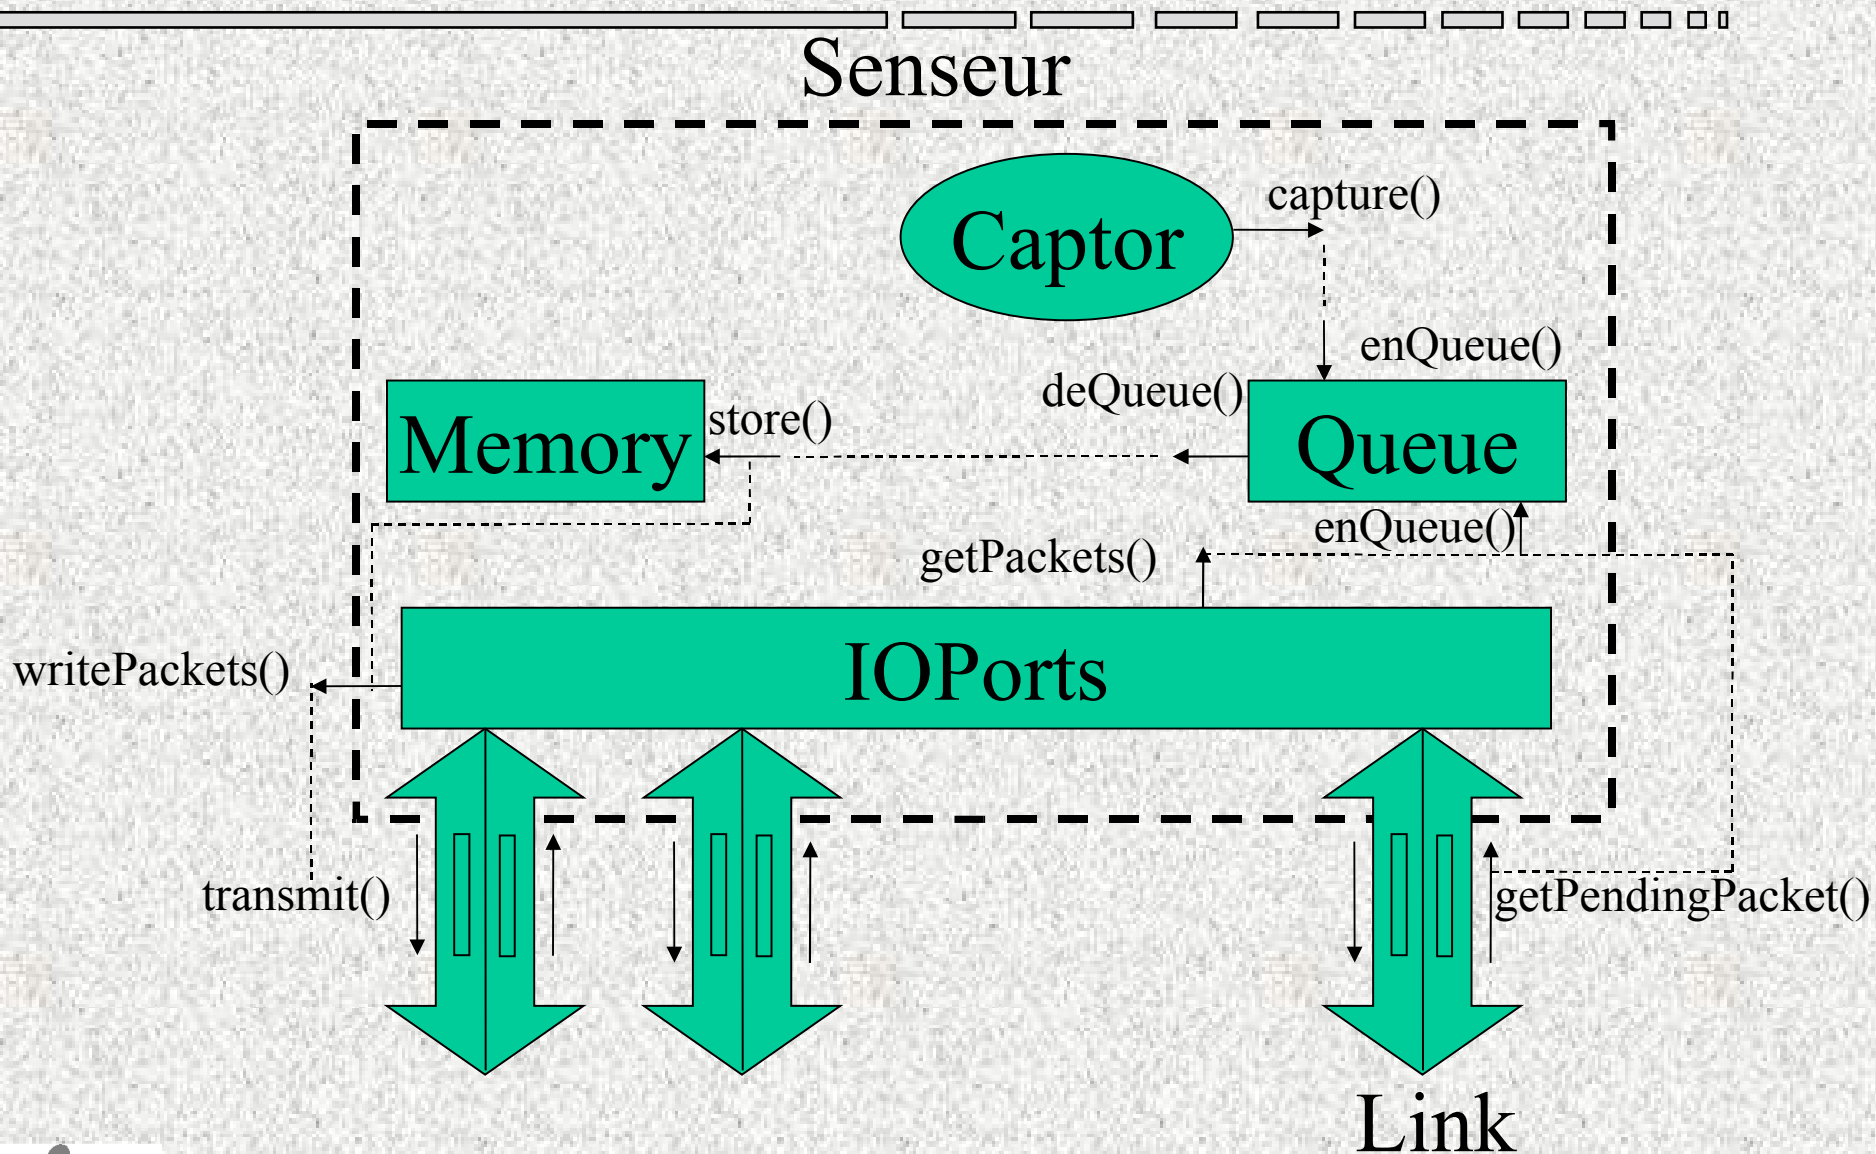 Senseur
Captor
capture()
enQueue()
deQueue()
Memory
store()
Queue
enQueue()
getPackets()
IOPorts
writePackets()
transmit()
getPendingPacket()
Link